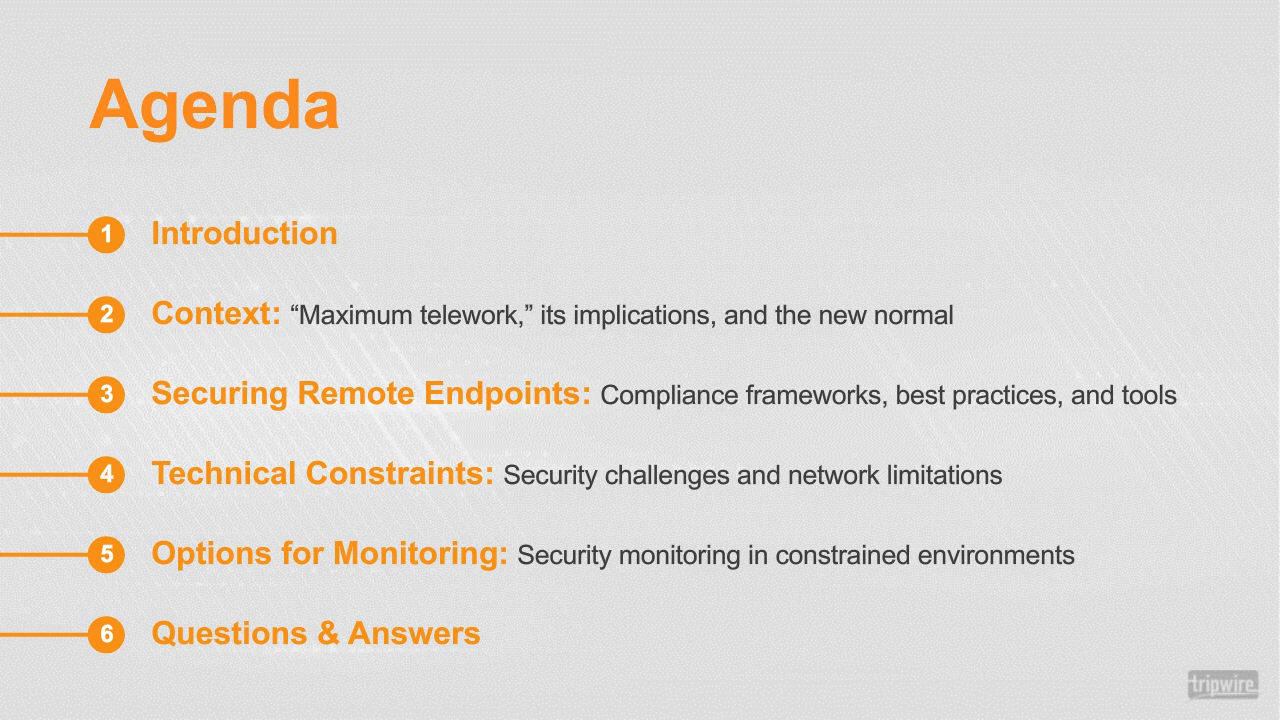 Agenda
1 Introduction
2 Context: “Maximum telework,” its implications, and the new normal
3 Securing Remote Endpoints: Compliance frameworks, best practices, and tools
4 Technical Constraints: Security challenges and network limitations
5 Options for Monitoring: Security monitoring in constrained environments
6 Questions & Answers
tripwire